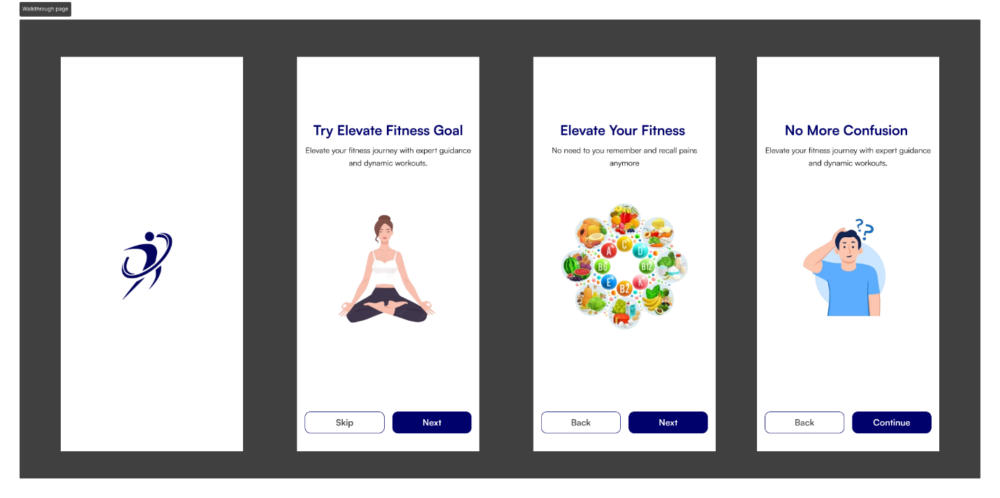 Walkthrough page
Try Elevate Fitness Goal
Elevate your fitness journey with expert guidance
and dynamic workouts.
Skip
Next
Elevate Your Fitness
No need to you remember and recall pains
anymore
A
C
D
B6
B12
E
B2
K
Back
Next
No More Confusion
Elevate your fitness journey with expert guidance
and dynamic workouts.
? ?
Back
Continue